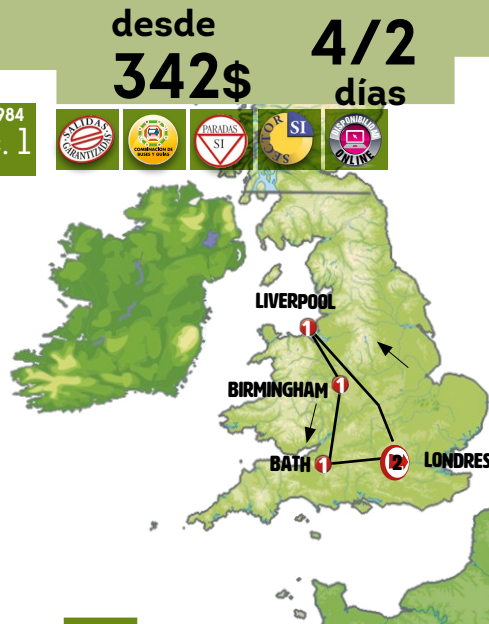 desde
342$
4/2
días
984
. 1
SALIDAS
GARANTIZADAS
COMBINACIÓN DE
BUSES Y GUÍAS
PARADAS
SI
SECTOR
SI
DISPONIBILIDAD
ONLINE
LIVERPOOL
1
BIRMINGHAM
1
BATH
1
2
LONDRES